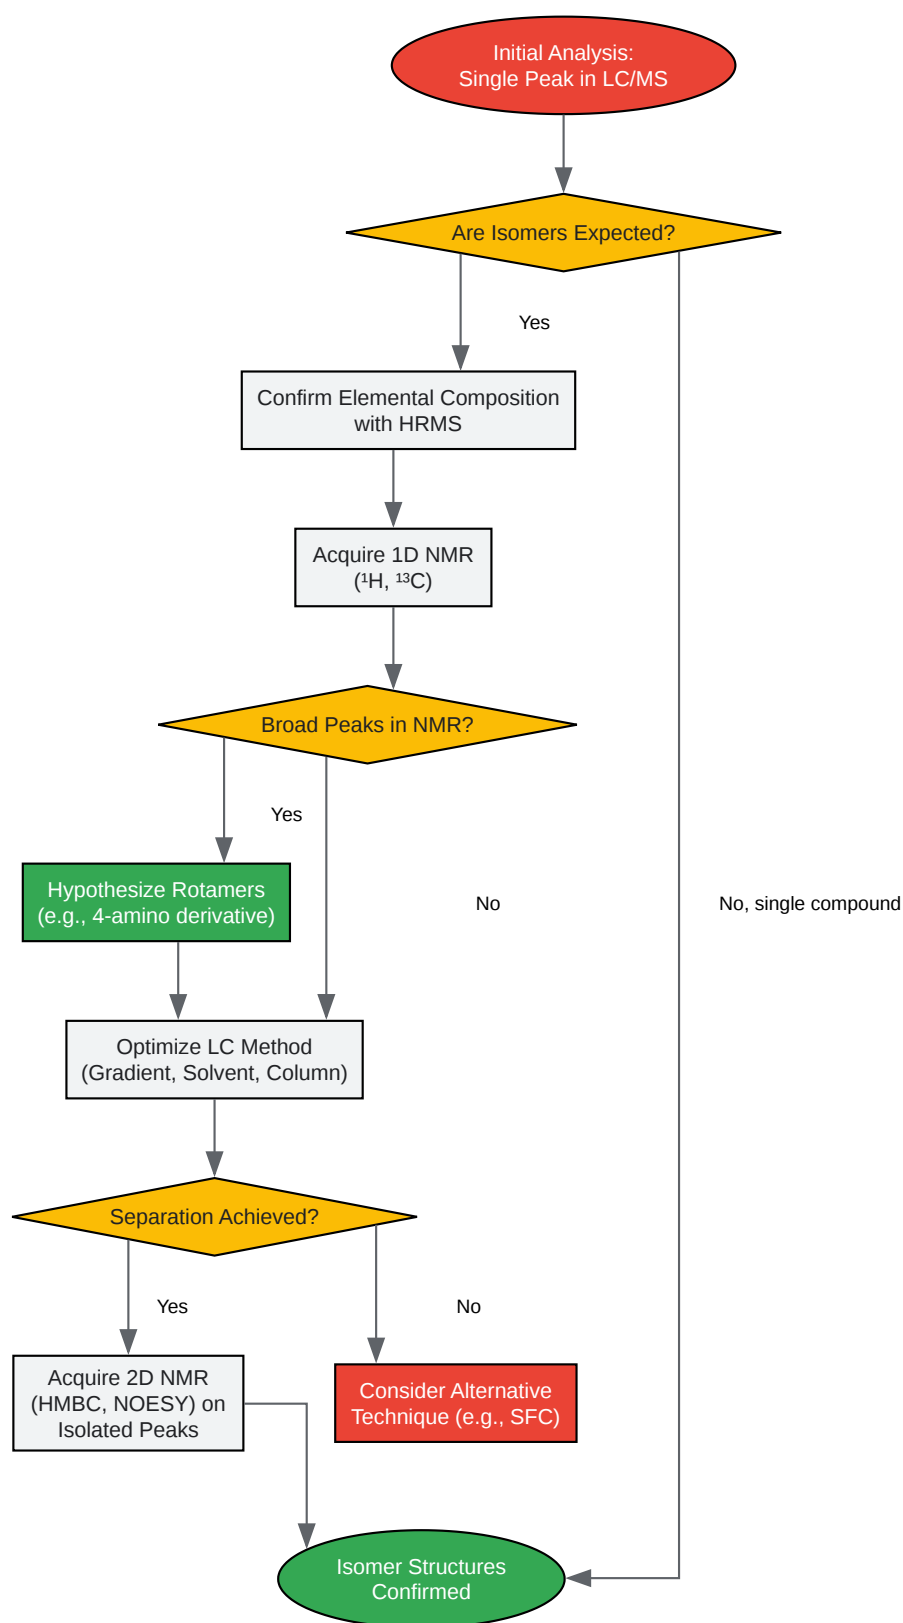 Initial Analysis:
Single Peak in LC/MS
Are Isomers Expected?
Yes
Confirm Elemental Composition
with HRMS
Acquire 1D NMR
(¹H, ¹³C)
Broad Peaks in NMR?
Yes
Hypothesize Rotamers
(e.g., 4-amino derivative)
No
No, single compound
Optimize LC Method
(Gradient, Solvent, Column)
Separation Achieved?
Yes
No
Acquire 2D NMR
(HMBC, NOESY) on
Isolated Peaks
Consider Alternative
Technique (e.g., SFC)
Isomer Structures
Confirmed